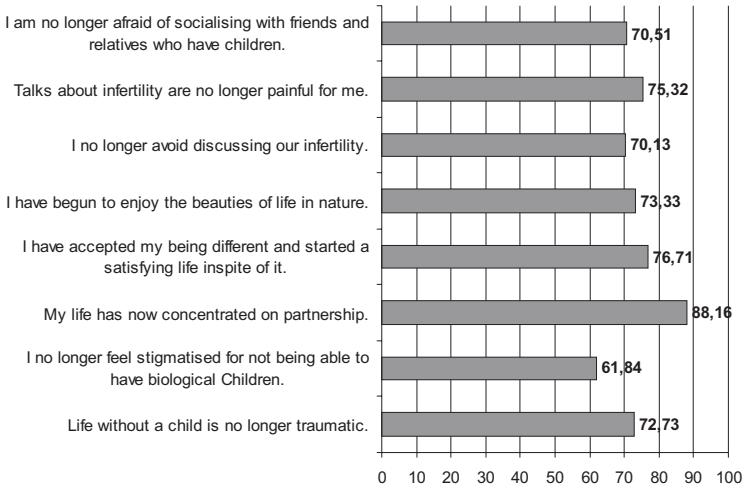 I am no longer afraid of socialising with friends and
relatives who have children.
70,51
Talks about infertility are no longer painful for me.
75,32
I no longer avoid discussing our infertility.
70,13
I have begun to enjoy the beauties of life in nature.
73,33
I have accepted my being different and started a
satisfying life inspite of it.
76,71
My life has now concentrated on partnership.
88,16
I no longer feel stigmatised for not being able to
have biological Children.
61,84
Life without a child is no longer traumatic.
72,73
0 10 20 30 40 50 60 70 80 90 100